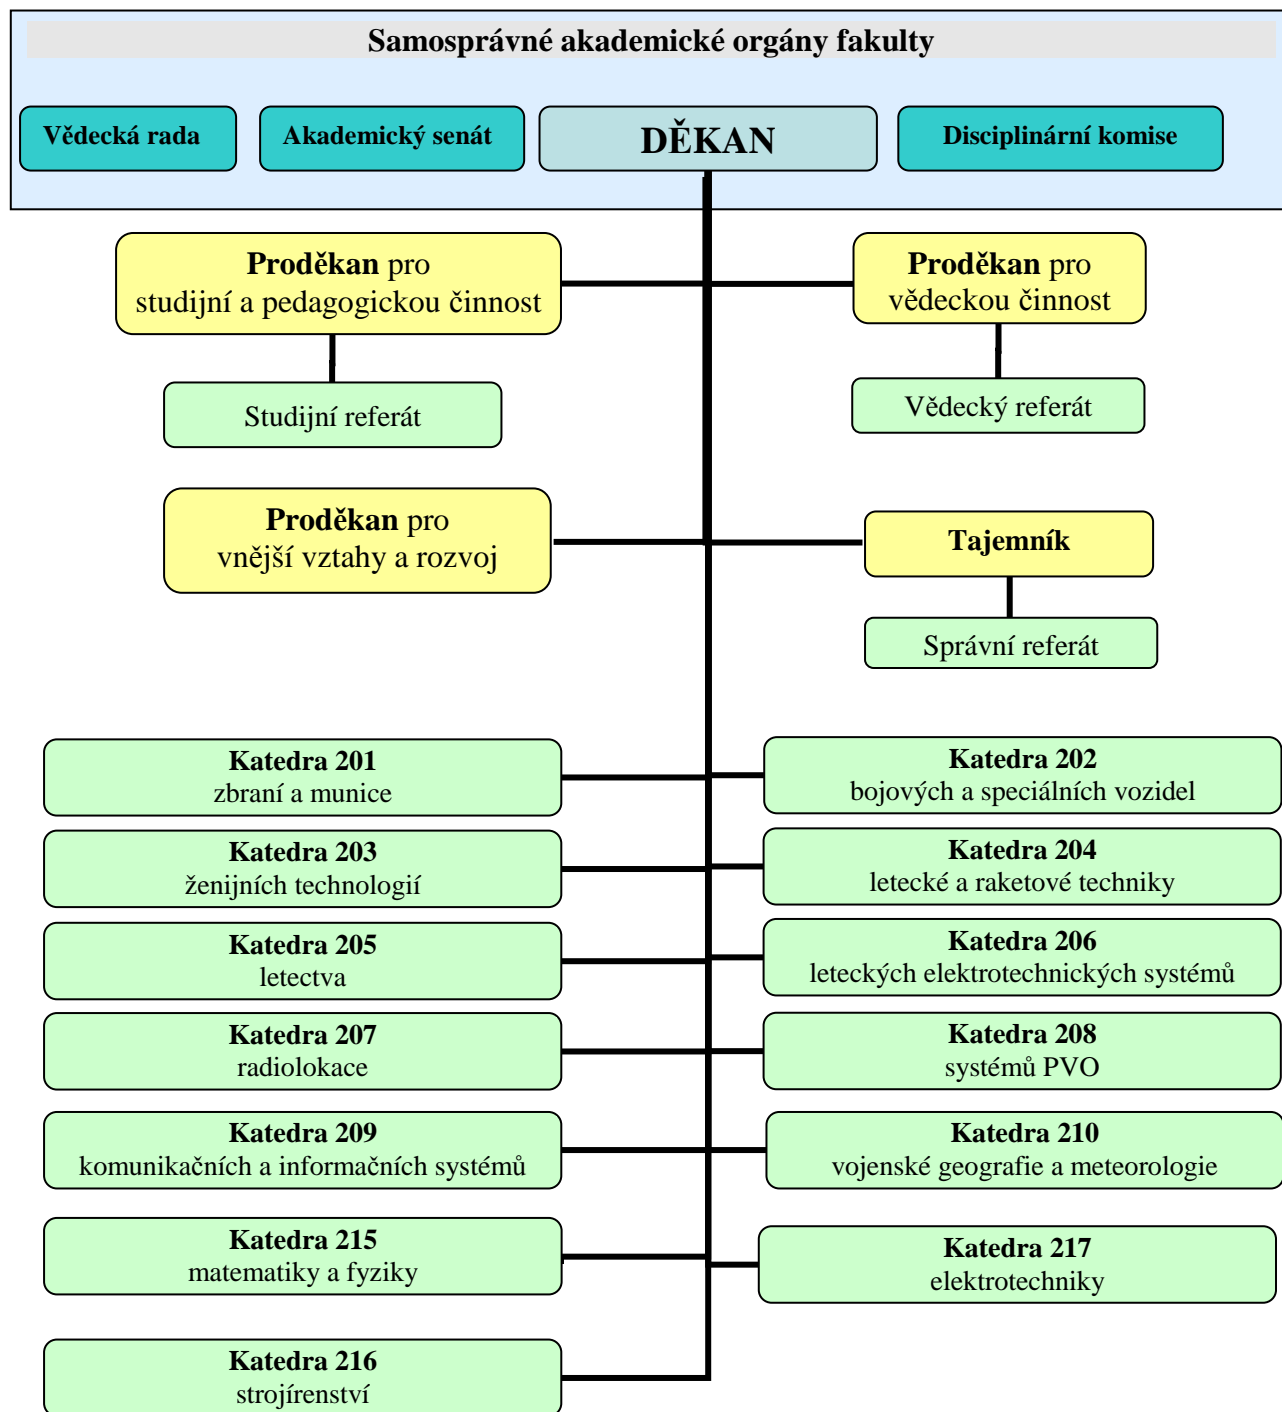 Samosprávné akademické orgány fakulty
Vědecká rada
Akademický senát
DĚKAN
Disciplinární komise
Proděkan pro
studijní a pedagogickou činnost
Proděkan pro
vědeckou činnost
Studijní referát
Vědecký referát
Proděkan pro
vnější vztahy a rozvoj
Tajemník
Správní referát
Katedra 201
zbraní a munice
Katedra 202
bojových a speciálních vozidel
Katedra 203
ženijních technologií
Katedra 204
letecké a raketové techniky
Katedra 205
letectva
Katedra 206
leteckých elektrotechnických systémů
Katedra 207
radiolokace
Katedra 208
systémů PVO
Katedra 209
komunikačních a informačních systémů
Katedra 210
vojenské geografie a meteorologie
Katedra 215
matematiky a fyziky
Katedra 217
elektrotechniky
Katedra 216
strojírenství